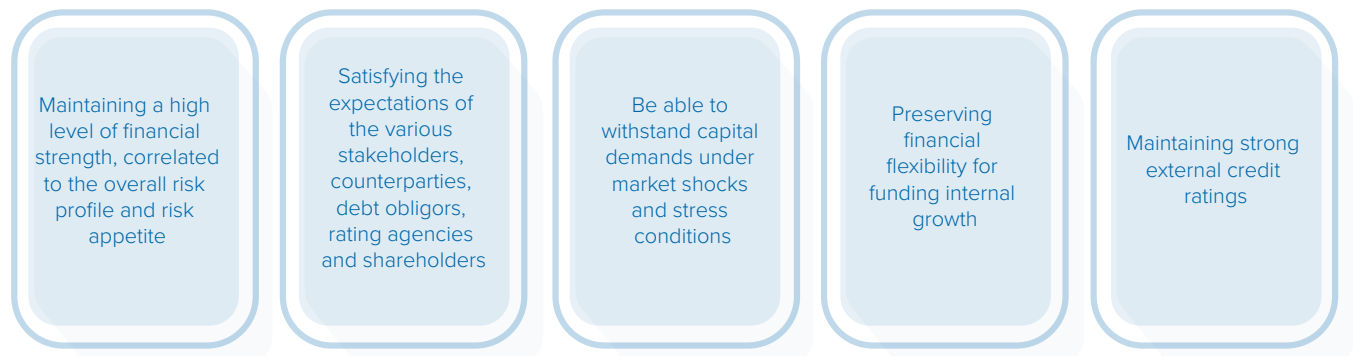 Maintaining a high
level of financial
strength, correlated
to the overall risk
profile and risk
appetite
Satisfying the
expectations of
the various
stakeholders,
counterparties,
debt obligors,
rating agencies
and shareholders
Be able to
withstand capital
demands under
market shocks
and stress
conditions
Preserving
financial
flexibility for
funding internal
growth
Maintaining strong
external credit
ratings